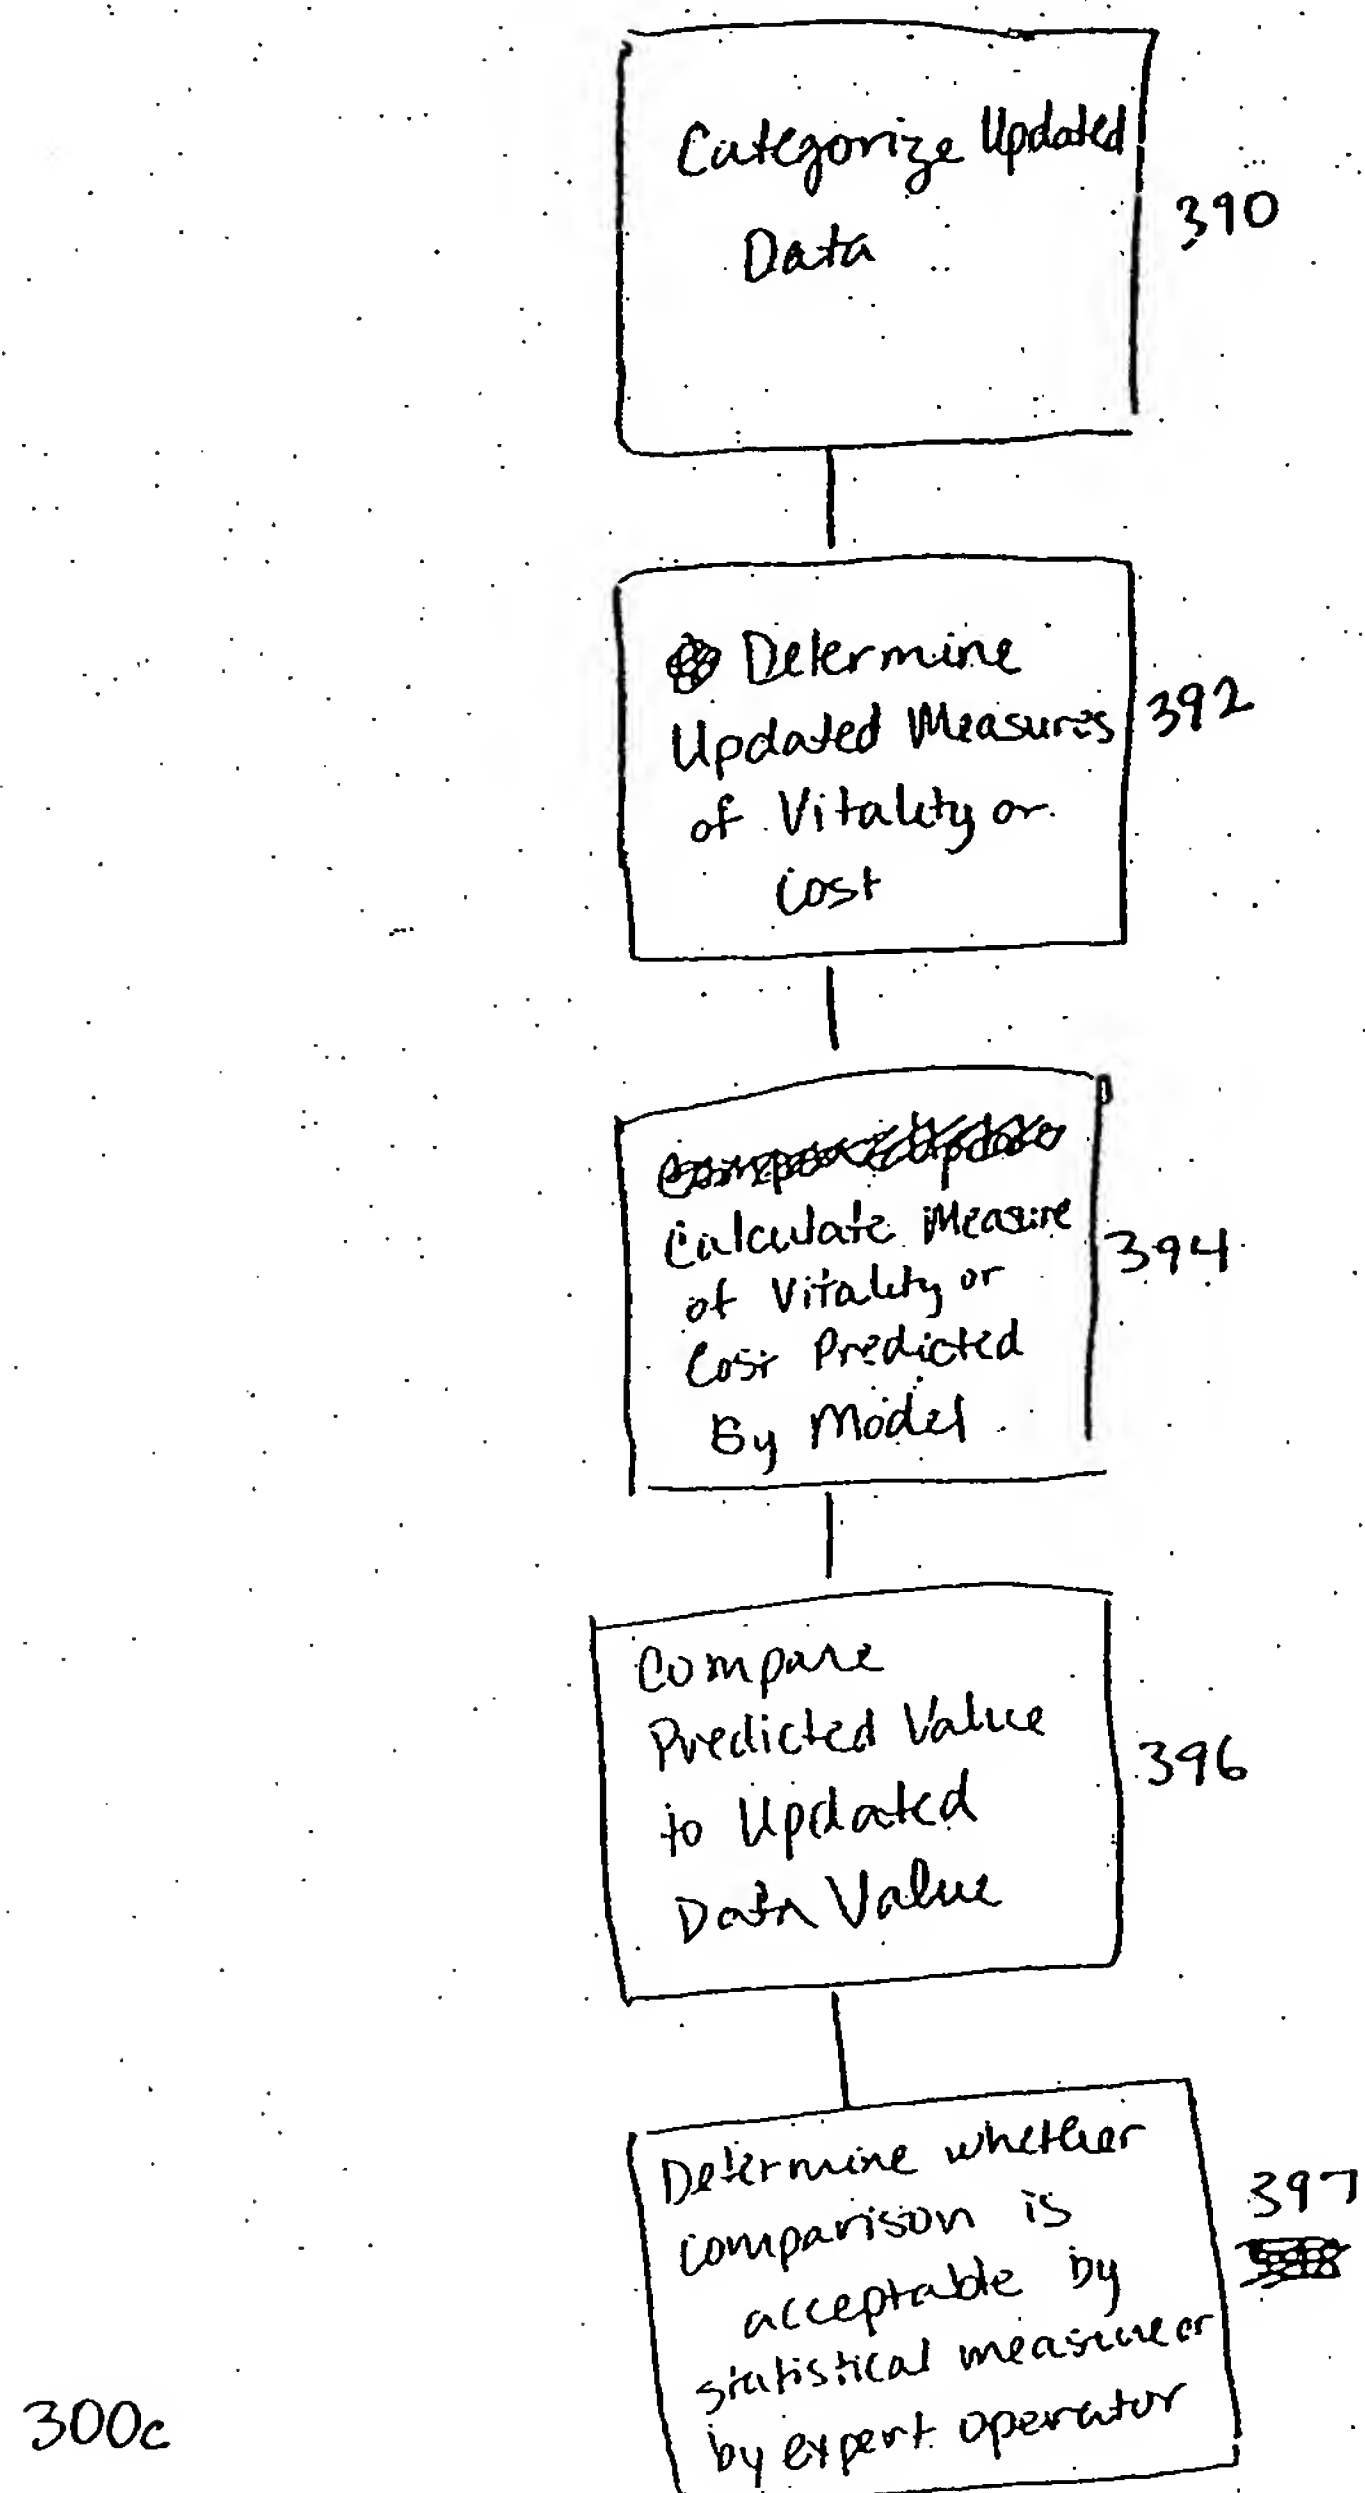 Categorize Updated
Data
390
Determine
Updated Measures
of Vitality or
Cost
392
Calculate Measure
of Vitality or
Cost Predicted
By Model
394
Compare
Predicted Value
to Updated
Data Value
396
Determine whether
comparison is
acceptable by
statistical measure or
by expert operator
397
300c